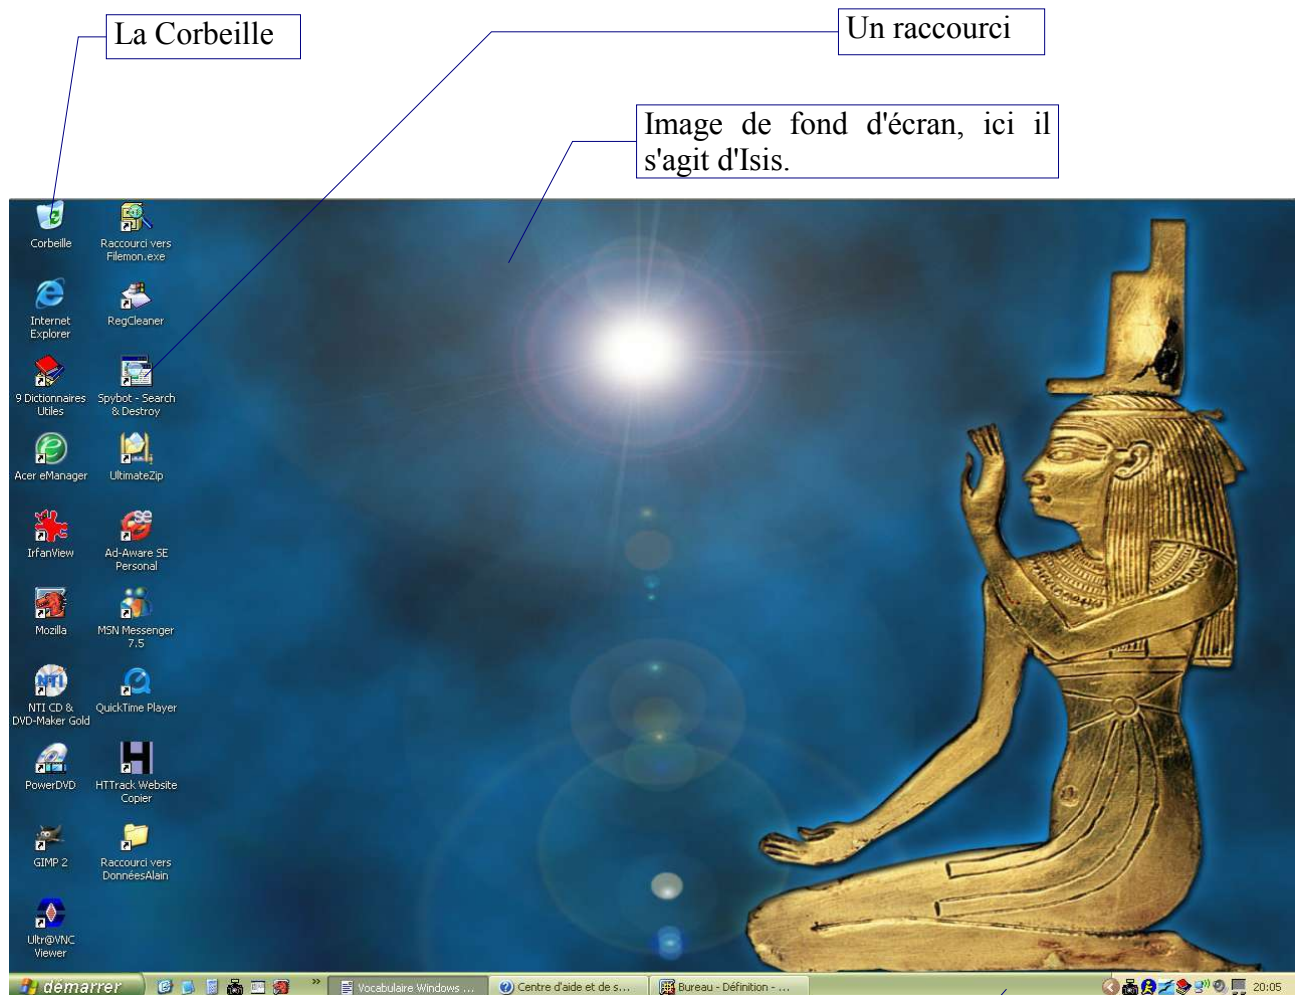 La Corbeille
Un raccourci
Image de fond d'écran, ici il
s'agit d'Isis.
Corbeille
Raccourci vers
Filemon.exe
Internet
Explorer
RegCleaner
9 Dictionnaires
Utiles
Spybot - Search
& Destroy
Acer eManager
UltimateZip
IrfanView
Ad-Aware SE
Personal
Mozilla
MSN Messenger
7.5
NTI CD &
DVD-Maker Gold
QuickTime Player
PowerDVD
HTTrack Website
Copier
GIMP 2
Raccourci vers
DonnéesAlain
Ultr@VNC
Viewer
démarrer
Vocabulaire Windows ...
Centre d'aide et de s...
Bureau - Définition - ...
20:05